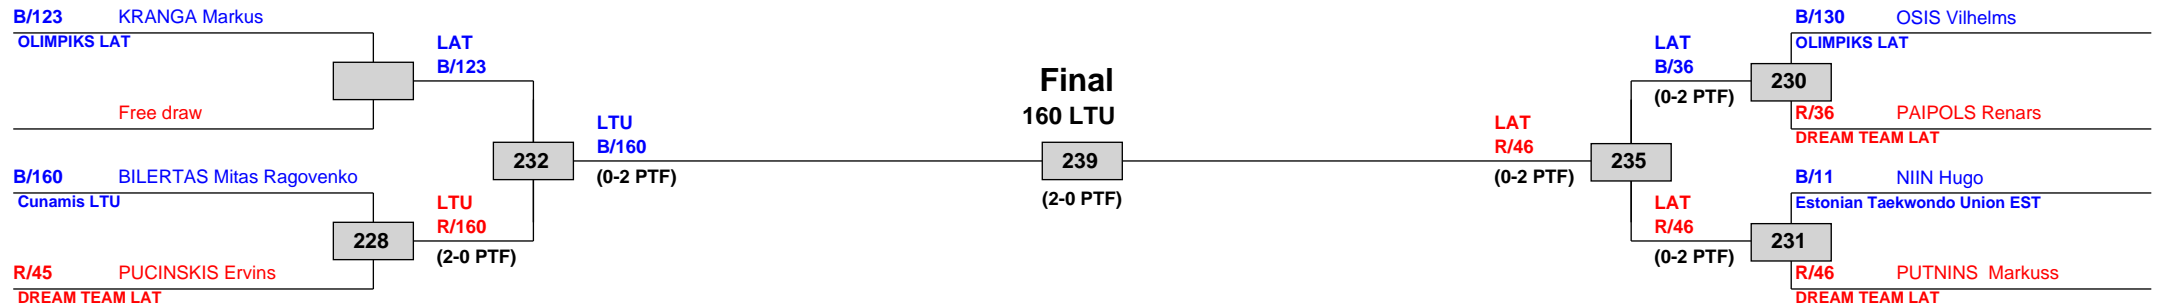 B/123 KRANGA Markus
OLIMPIKS LAT
LAT
B/123
Free draw
B/160 BILERTAS Mitas Ragovenko
Cunamis LTU
228
LTU
R/160
(2-0 PTF)
R/45 PUCINSKIS Ervins
DREAM TEAM LAT
232
LTU
B/160
(0-2 PTF)
Final
160 LTU
239
(2-0 PTF)
LAT
R/46
(0-2 PTF)
235
LAT
B/36
(0-2 PTF)
LAT
R/46
(0-2 PTF)
B/130 OSIS Vilhelms
OLIMPIKS LAT
230
R/36 PAIPOLS Renars
DREAM TEAM LAT
B/11 NIIN Hugo
Estonian Taekwondo Union EST
231
R/46 PUTNINS Markuss
DREAM TEAM LAT